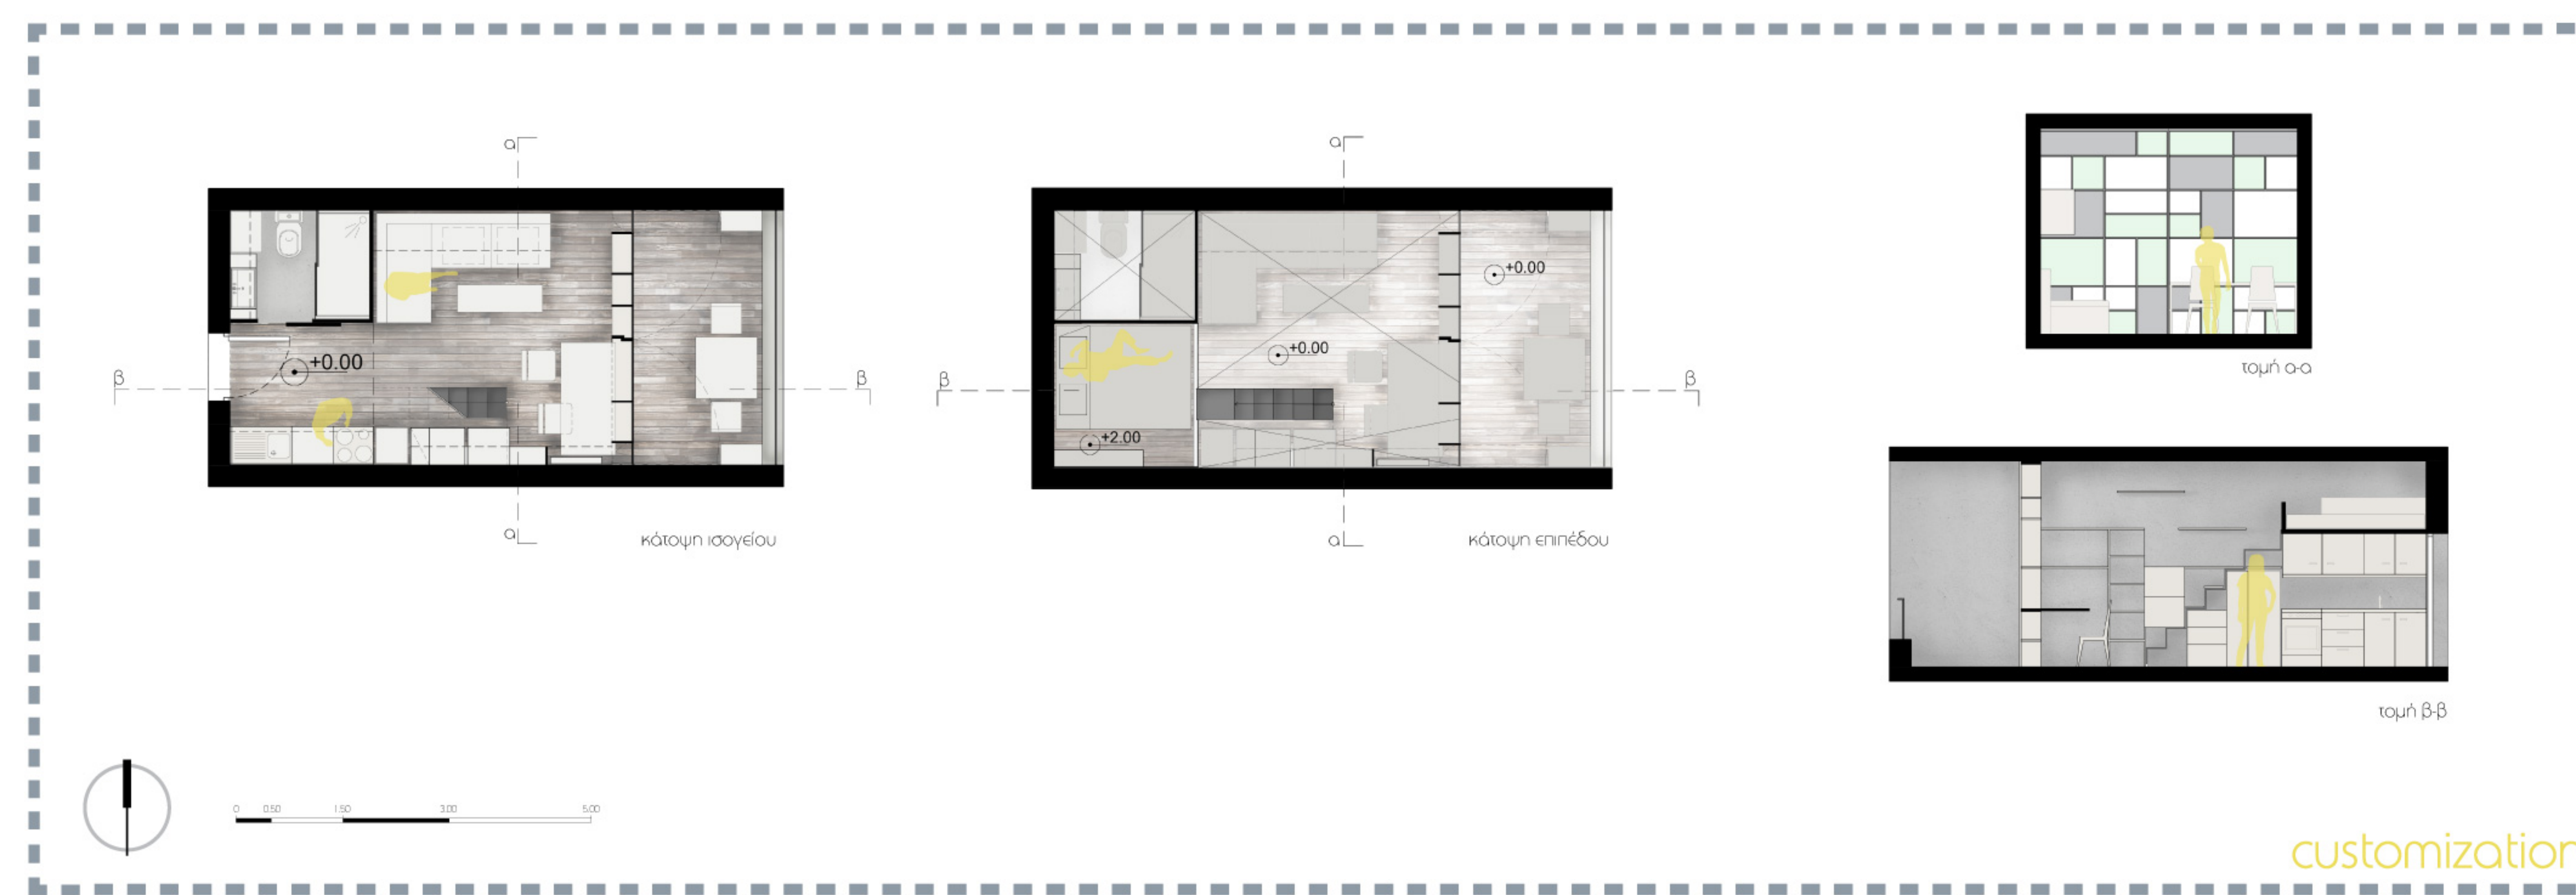 α
β
+0.00
β
α
κάτοψη ισογείου
α
+0.00
+0.00
β
β
+2.00
α
κάτοψη επιπέδου
τομή α-α
τομή β-β
0 0.50 1.50 3.00 5.00
customization